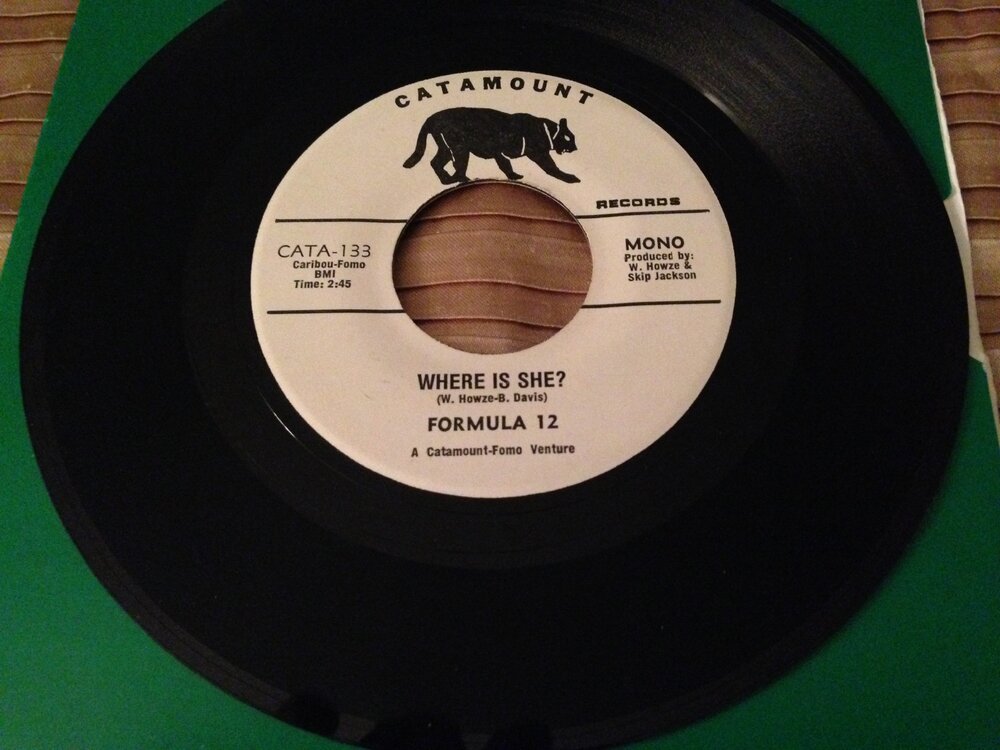 CATAMOUNT
RECORDS
CATA-133
Caribou-Fomo
BMI
Time: 2:45
MONO
Produced by:
W. Howze &
Skip Jackson
WHERE IS SHE?
(W. Howze-B. Davis)
FORMULA 12
A Catamount-Fomo Venture